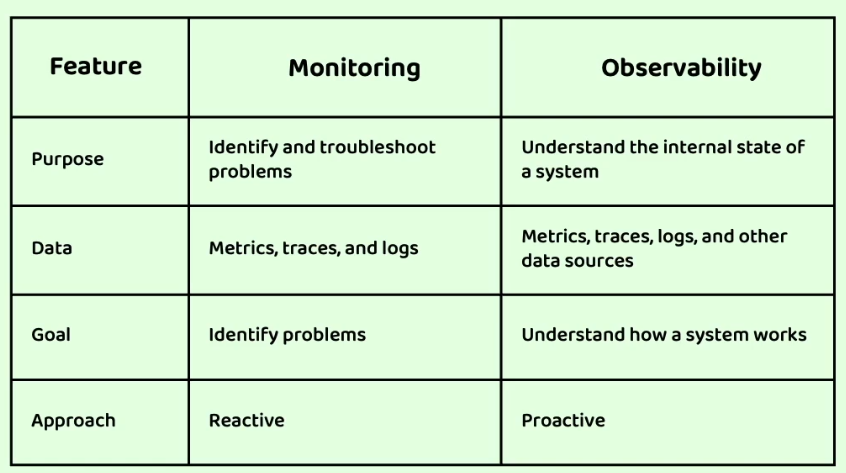 Feature Monitoring Observability
Purpose
Identify and troubleshoot
problems
Understand the internal state of
a system
Data
Metrics, traces, and logs
Metrics, traces, logs, and other
data sources
Goal
Identify problems
Understand how a system works
Approach
Reactive
Proactive